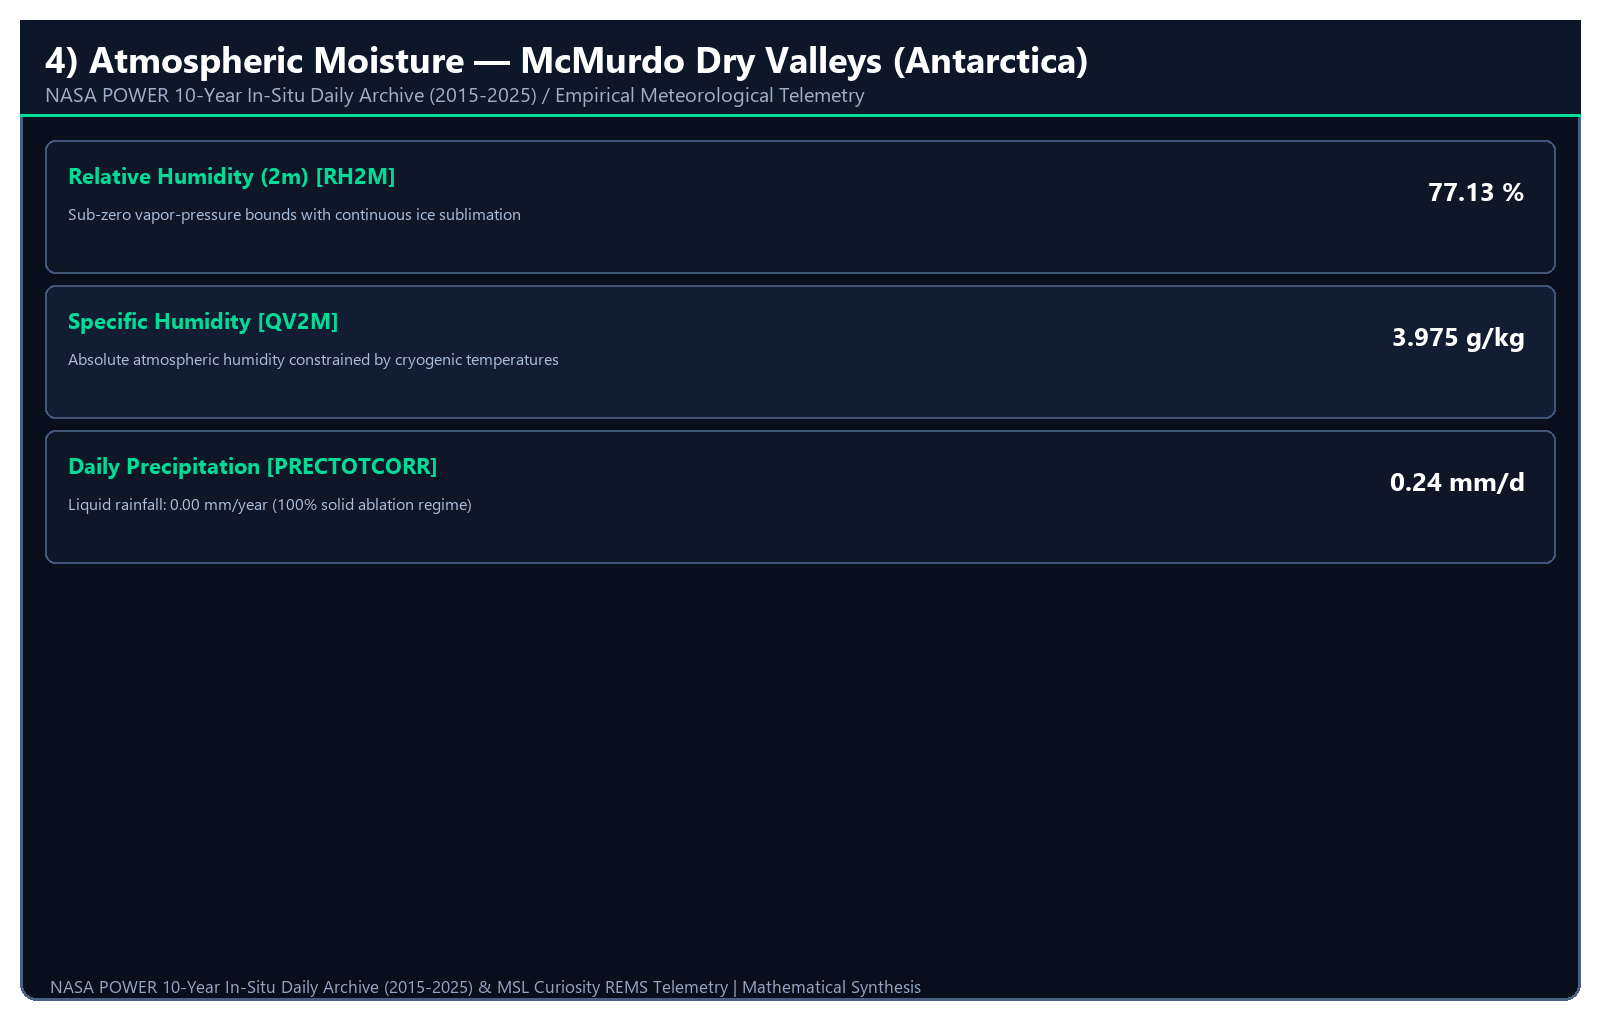 4) Atmospheric Moisture — McMurdo Dry Valleys (Antarctica)
NASA POWER 10-Year In-Situ Daily Archive (2015-2025) / Empirical Meteorological Telemetry
Relative Humidity (2m) [RH2M]
77.13 %
Sub-zero vapor-pressure bounds with continuous ice sublimation
Specific Humidity [QV2M]
3.975 g/kg
Absolute atmospheric humidity constrained by cryogenic temperatures
Daily Precipitation [PRECTOTCORR]
0.24 mm/d
Liquid rainfall: 0.00 mm/year (100% solid ablation regime)
NASA POWER 10-Year In-Situ Daily Archive (2015-2025) & MSL Curiosity REMS Telemetry | Mathematical Synthesis